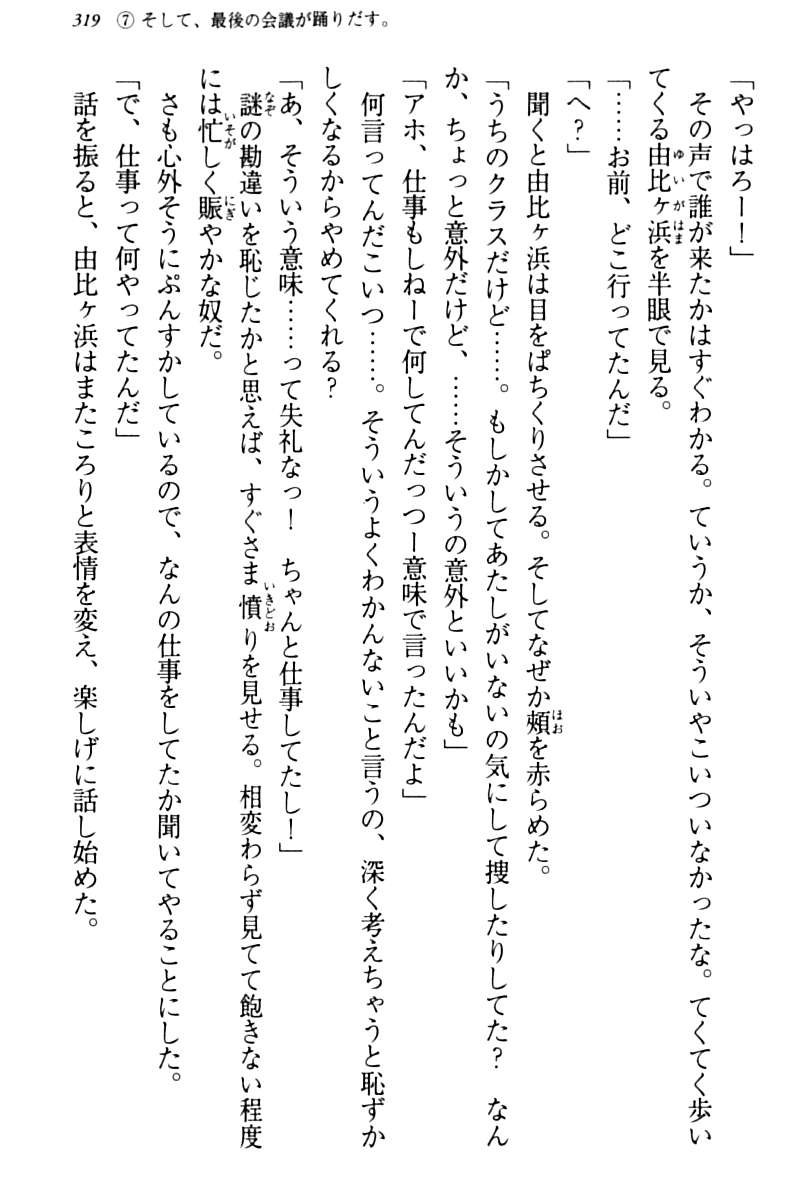 319 ⑦そして、最後の会議が踊りだす。
「やっはろー！」
その声で誰が来たかはすぐわかる。ていうか、そういやこいついなかったな。てくてく歩い
てくる由比ヶ浜を半眼で見る。
「……お前、どこ行ってたんだ」
「へ？」
聞くと由比ヶ浜は目をぱちくりさせる。そしてなぜか頰を赤らめた。
「うちのクラスだけど……。もしかしてあたしがいないの気にして捜したりしてた？　なん
か、ちょっと意外だけど、……そういうの意外といいかも」
「アホ、仕事もしねーで何してんだっつー意味で言ったんだよ」
何言ってんだこいつ……。そういうよくわかんないこと言うの、深く考えちゃうと恥ずか
しくなるからやめてくれる？
「あ、そういう意味……って失礼なっ！　ちゃんと仕事してたし！」
謎の勘違いを恥じたかと思えば、すぐさま憤りを見せる。相変わらず見てて飽きない程度
には忙しく賑やかな奴だ。
さも心外そうにぷんすかしているので、なんの仕事をしてたか聞いてやることにした。
「で、仕事って何やってたんだ」
話を振ると、由比ヶ浜はまたころりと表情を変え、楽しげに話し始めた。